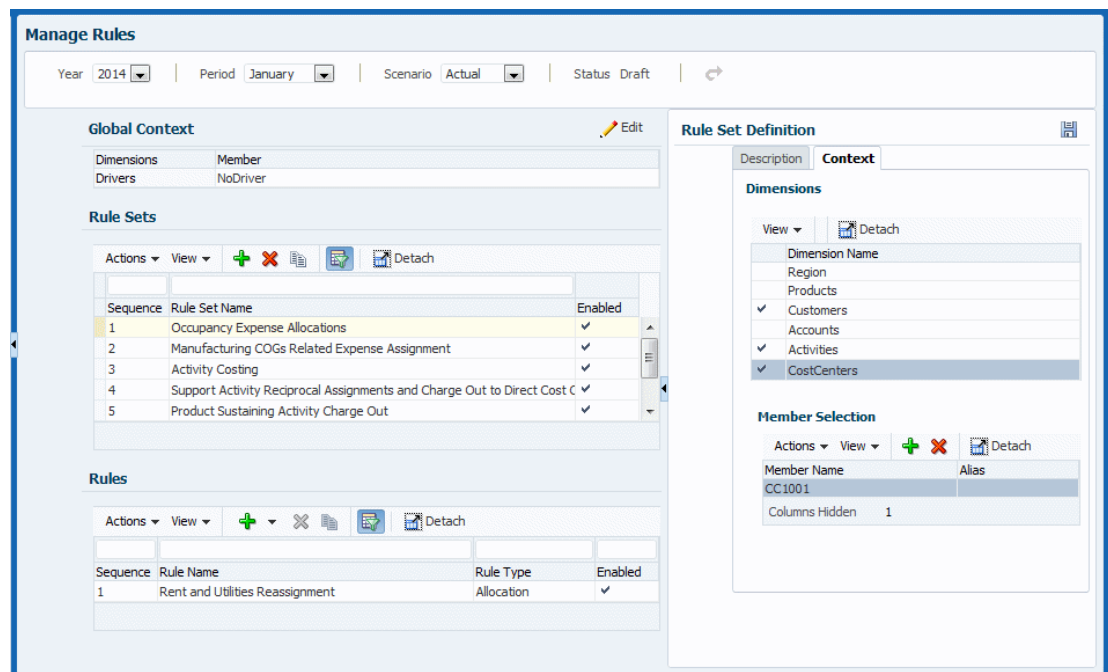 Manage Rules
Year 2014 Period January Scenario Actual Status Draft
Global Context Edit
Dimensions Member
Drivers NoDriver
Rule Sets
Actions View Detach
Sequence Rule Set Name Enabled
1 Occupancy Expense Allocations
2 Manufacturing COGs Related Expense Assignment
3 Activity Costing
4 Support Activity Reciprocal Assignments and Charge Out to Direct Cost C
5 Product Sustaining Activity Charge Out
Rules
Actions View Detach
Sequence Rule Name Rule Type Enabled
1 Rent and Utilities Reassignment Allocation
Rule Set Definition
Description Context
Dimensions
View Detach
Dimension Name
Region
Products
Customers
Accounts
Activities
CostCenters
Member Selection
Actions View Detach
Member Name Alias
CC1001
Columns Hidden 1